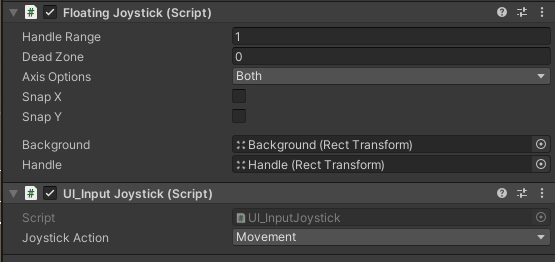 Floating Joystick (Script)
Handle Range 1
Dead Zone 0
Axis Options Both
Snap X
Snap Y
Background Background (Rect Transform)
Handle Handle (Rect Transform)
UI_Input Joystick (Script)
Script UI_InputJoystick
Joystick Action Movement